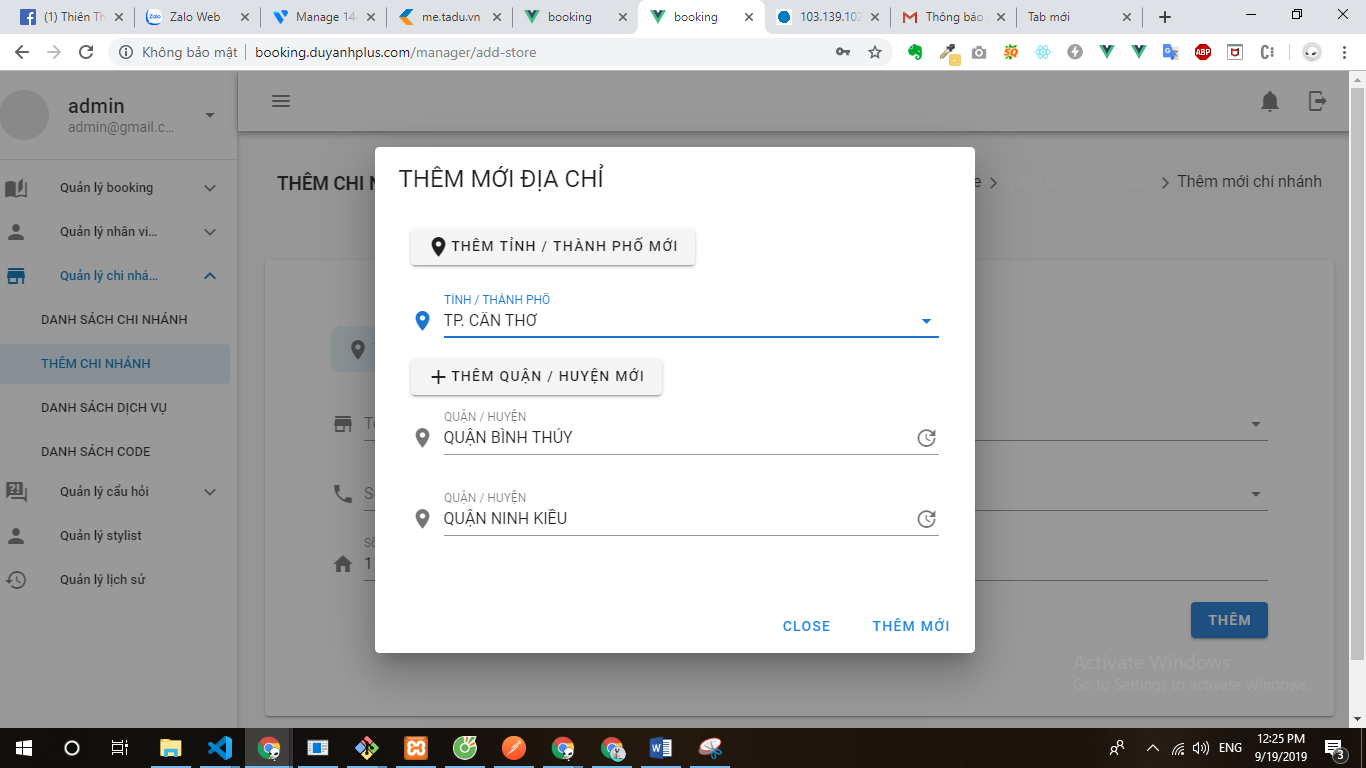 (1) Thiên Th
Zalo Web
Manage 14
me.tadu.vn
booking
booking
103.139.102
Thông báo
Tab mới
Không bảo mật
booking.duyanhplus.com/manager/add-store
admin
admin@gmail.c...
Quản lý booking
Quản lý nhân vi...
Quản lý chi nhá...
DANH SÁCH CHI NHÁNH
THÊM CHI NHÁNH
DANH SÁCH DỊCH VỤ
DANH SÁCH CODE
Quản lý cẩu hỏi
Quản lý stylist
Quản lý lịch sử
THÊM CHI N
Thêm mới chi nhánh
THÊM MỚI ĐỊA CHỈ
THÊM TỈNH / THÀNH PHỐ MỚI
TỈNH / THÀNH PHỐ
TP. CẦN THƠ
THÊM QUẬN / HUYỆN MỚI
QUẬN / HUYỆN
QUẬN BÌNH THỦY
QUẬN / HUYỆN
QUẬN NINH KIỀU
CLOSE
THÊM MỚI
THÊM
Activate Windows
Go to Settings to activate Windows.
ENG
12:25 PM
9/19/2019
3